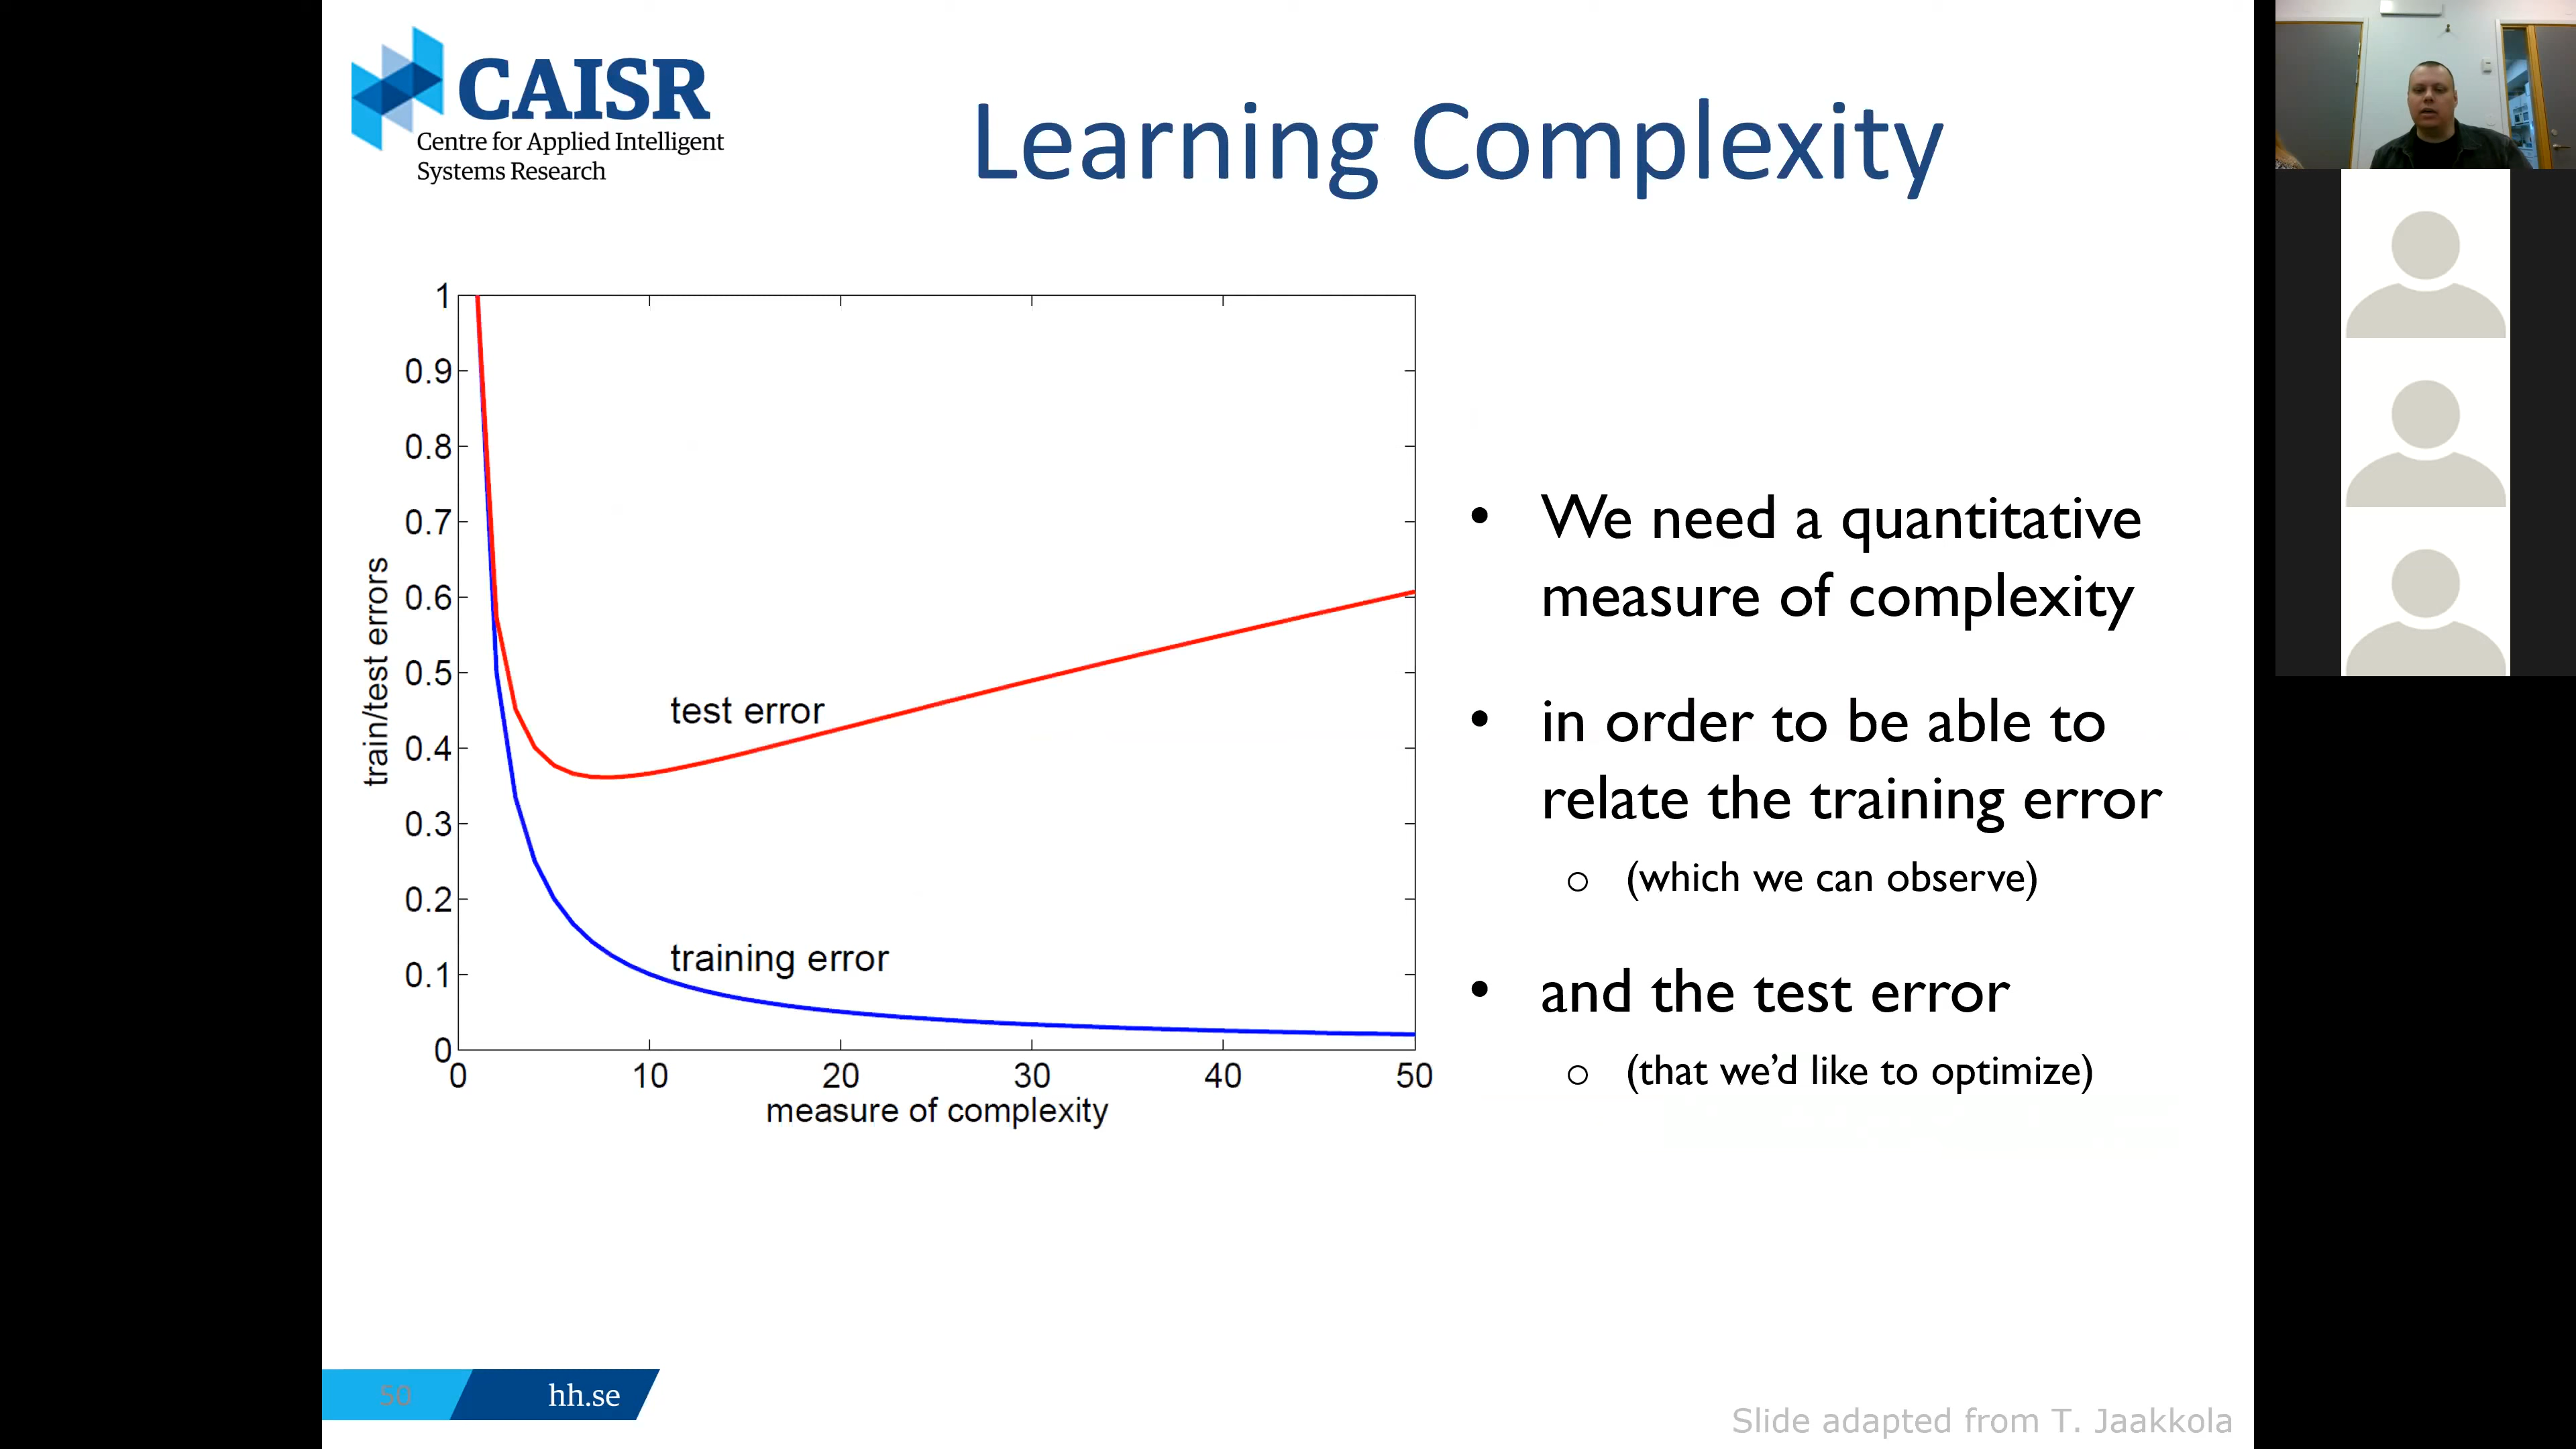 CAISR
Centre for Applied Intelligent
Systems Research
Learning Complexity
1
0.9
0.8
0.7
0.6
0.5
0.4
0.3
0.2
0.1
0
train/test errors
test error
training error
0 10 20 30 40 50
measure of complexity
• We need a quantitative
measure of complexity
• in order to be able to
relate the training error
o (which we can observe)
• and the test error
o (that we'd like to optimize)
50
hh.se
Slide adapted from T. Jaakkola